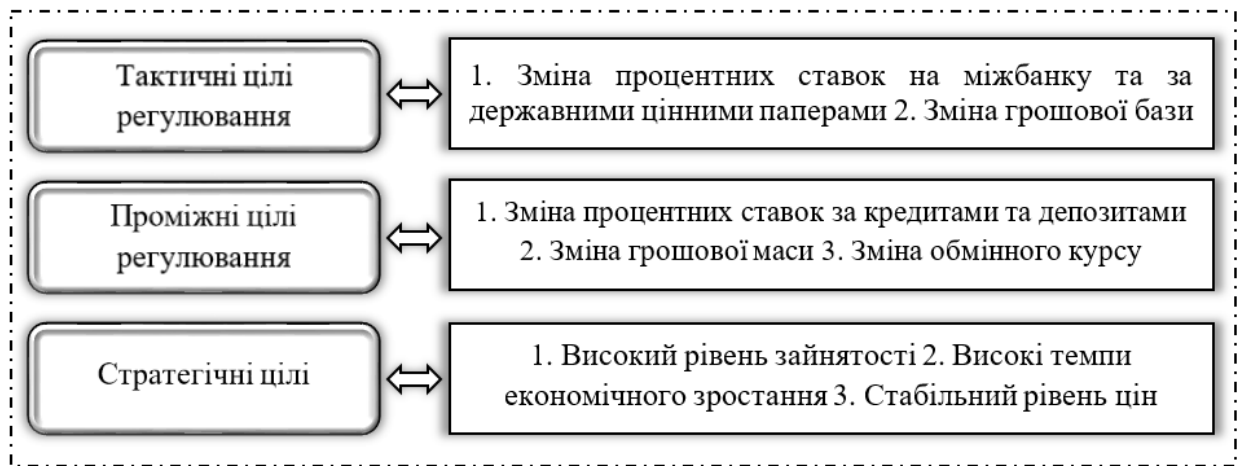 Тактичні цілі
регулювання
1. Зміна процентних ставок на міжбанку та за
державними цінними паперами 2. Зміна грошової бази
Проміжні цілі
регулювання
1. Зміна процентних ставок за кредитами та депозитами
2. Зміна грошової маси 3. Зміна обмінного курсу
Стратегічні цілі
1. Високий рівень зайнятості 2. Високі темпи
економічного зростання 3. Стабільний рівень цін